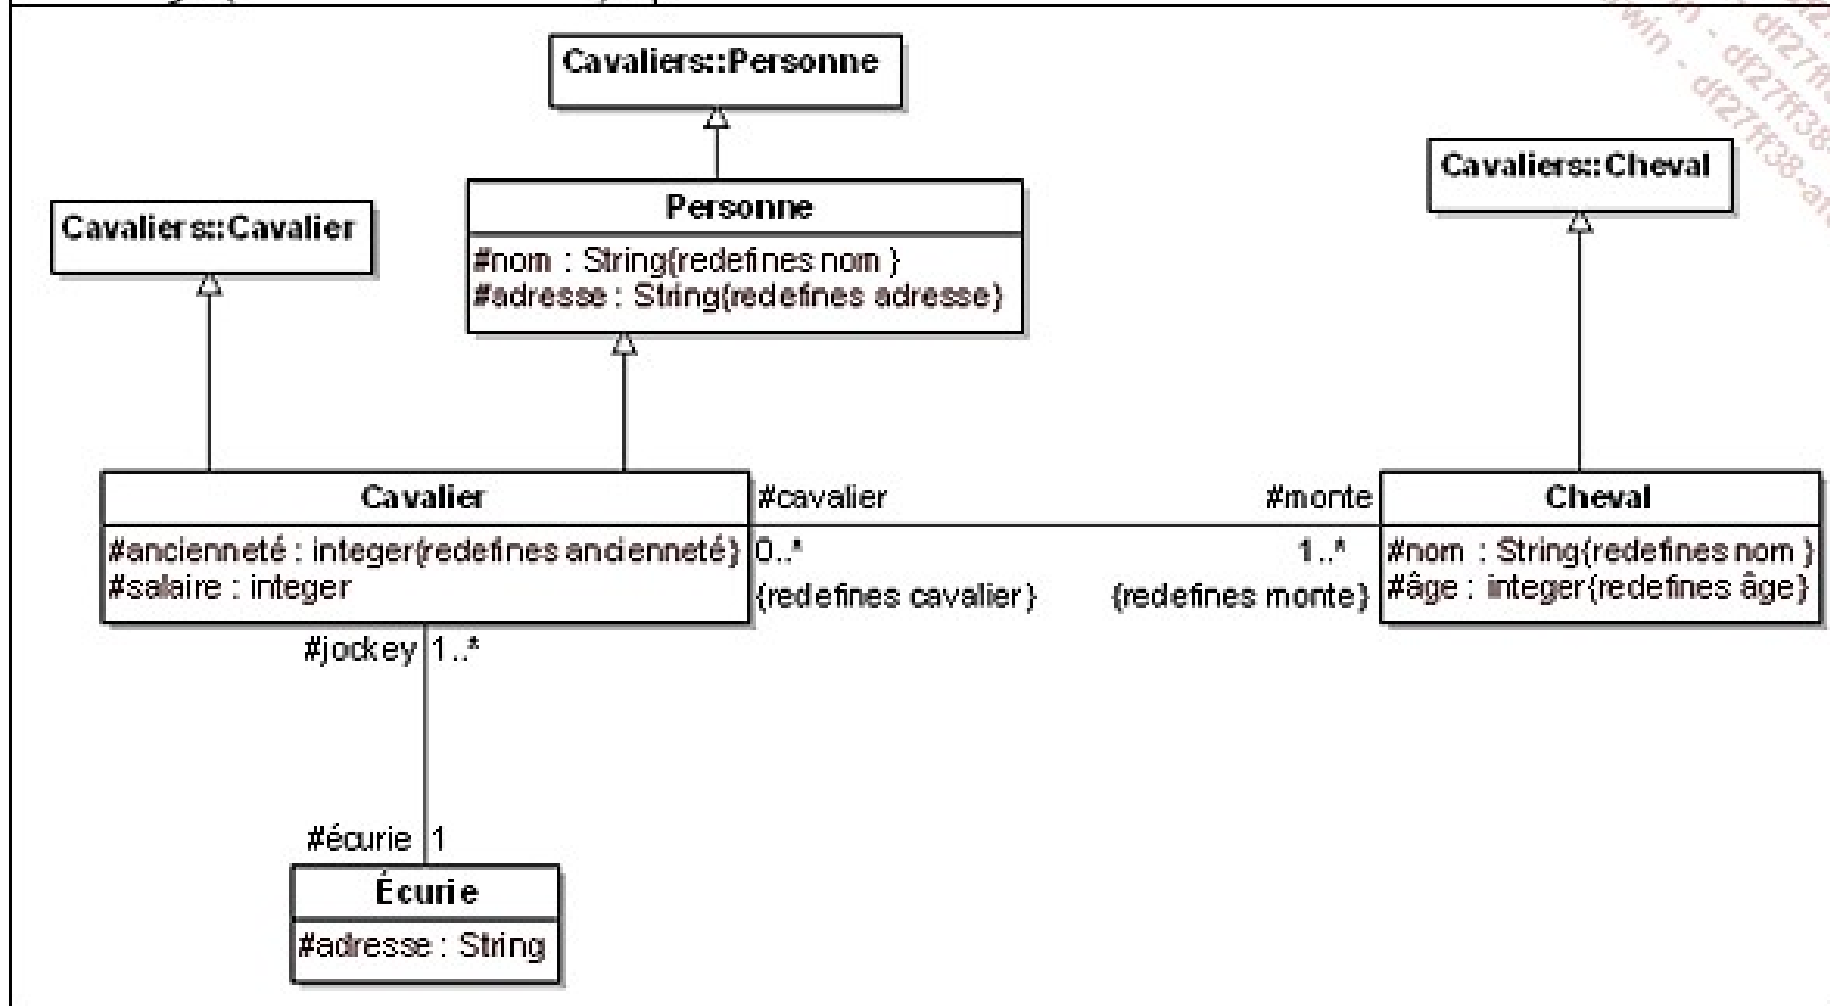 Cavaliers::Personne
Cavaliers::Cheval
Cavaliers::Cavalier
Personne
#nom : String{redefines nom }
#adresse : String{redefines adresse}
Cavalier
#ancienneté : integer{redefines ancienneté}
#salaire : integer
#cavalier
0..*
{redefines cavalier}
#monte
1..*
{redefines monte}
Cheval
#nom : String{redefines nom }
#âge : integer{redefines âge}
#jockey 1..*
#écurie 1
Écurie
#adresse : String